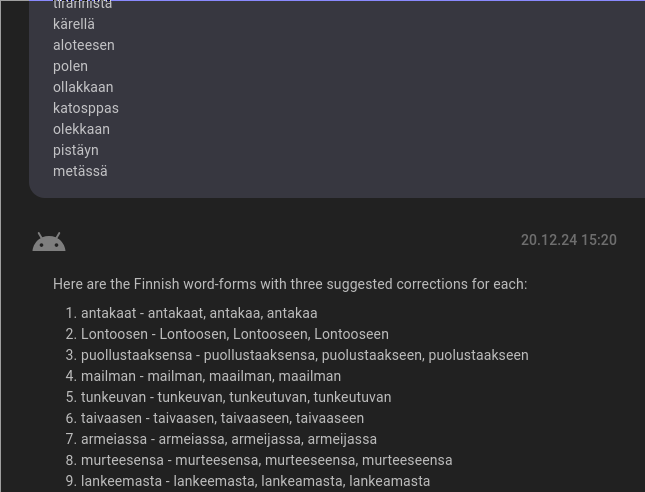 tirannista
kärellä
aloteesen
polen
ollakkaan
katosppas
olekkaan
pistäyn
metässä
20.12.24 15:20
Here are the Finnish word-forms with three suggested corrections for each:
1. antakaat - antakaat, antakaa, antakaa
2. Lontoosen - Lontoosen, Lontooseen, Lontooseen
3. puollustaaksensa - puollustaaksensa, puolustaakseen, puolustaakseen
4. mailman - mailman, maailman, maailman
5. tunkeuvan - tunkeuvan, tunkeutuvan, tunkeutuvan
6. taivaasen - taivaasen, taivaaseen, taivaaseen
7. armeiassa - armeiassa, armeijassa, armeijassa
8. murteesensa - murteesensa, murteeseensa, murteeseensa
9. lankeemasta - lankeemasta, lankeamasta, lankeamasta